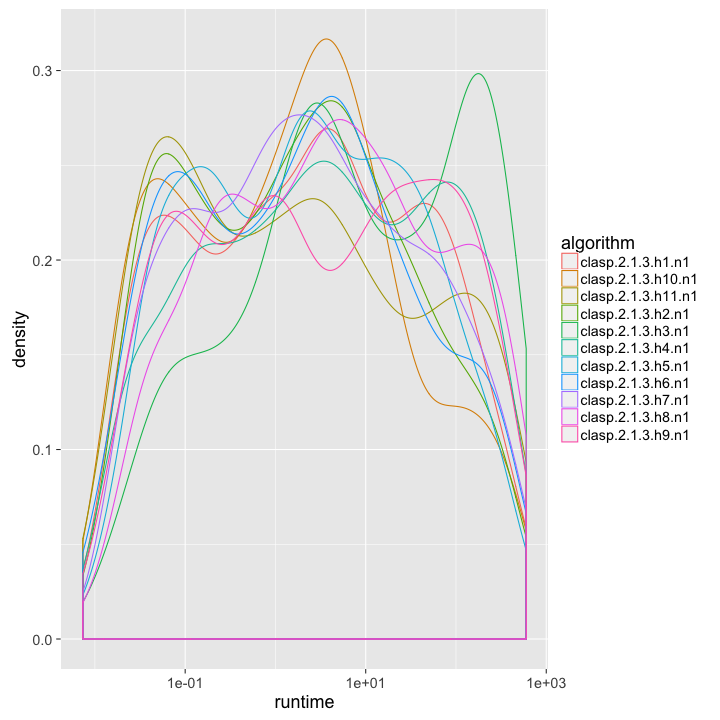 0.3
0.2
0.1
0.0
density
1e-01
1e+01
1e+03
runtime
algorithm
clasp.2.1.3.h1.n1
clasp.2.1.3.h10.n1
clasp.2.1.3.h11.n1
clasp.2.1.3.h2.n1
clasp.2.1.3.h3.n1
clasp.2.1.3.h4.n1
clasp.2.1.3.h5.n1
clasp.2.1.3.h6.n1
clasp.2.1.3.h7.n1
clasp.2.1.3.h8.n1
clasp.2.1.3.h9.n1